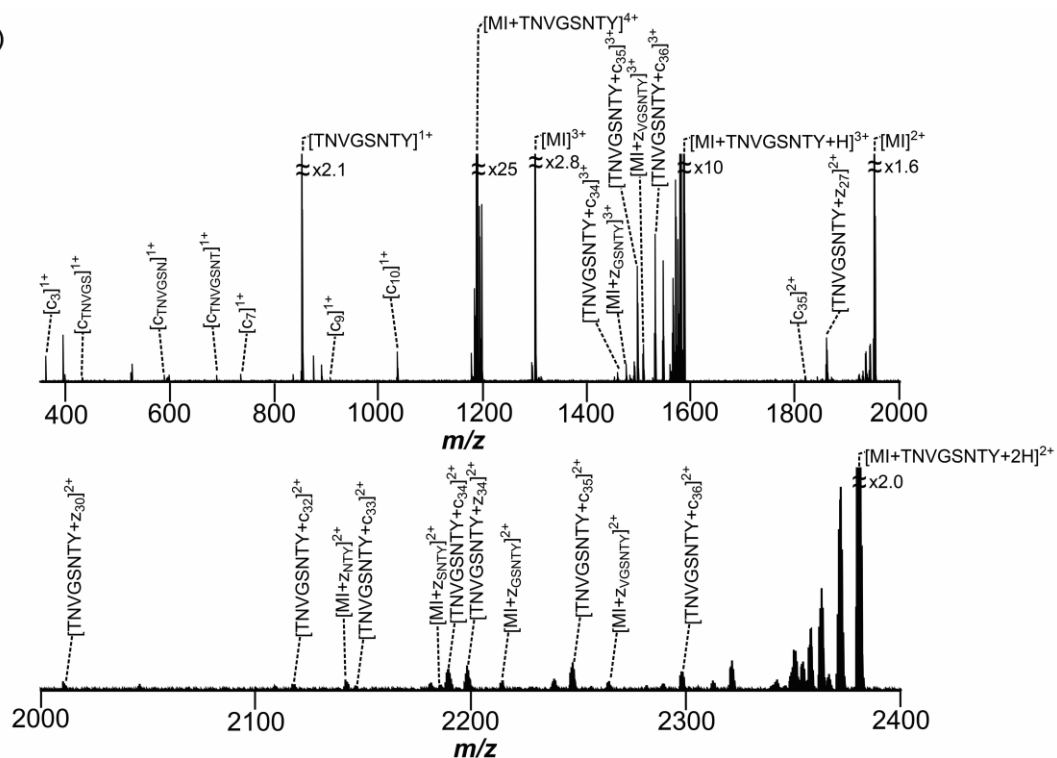 )
[MI+TNVGSNTY]4+
[TNVGSNTY]1+
≈x2.1
≈x25
[MI]3+
≈x2.8
[TNVGSNTY+c34]3+
[MI+zGSNTY]3+
[TNVGSNTY+c35]3+
[MI+zVGSNTY]3+
[TNVGSNTY+c36]3+
[MI+TNVGSNTY+H]3+
≈x10
[MI]2+
≈x1.6
[c3]1+
[cTNVGS]1+
[cTNVGSN]1+
[cTNVGSNT]1+
[c7]1+
[c9]1+
[c10]1+
[c35]2+
[TNVGSNTY+z27]2+
400 600 800 1000 1200 1400 1600 1800 2000
m/z
[TNVGSNTY+z30]2+
[TNVGSNTY+c32]2+
[MI+zNTY]2+
[TNVGSNTY+c33]2+
[MI+zSNTY]2+
[TNVGSNTY+c34]2+
[TNVGSNTY+z34]2+
[MI+zGSNTY]2+
[TNVGSNTY+c35]2+
[MI+zVGSNTY]2+
[TNVGSNTY+c36]2+
[MI+TNVGSNTY+2H]2+
≈x2.0
2000 2100 2200 2300 2400
m/z